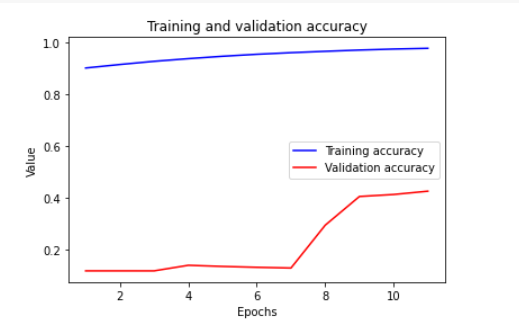 Training and validation accuracy
1.0
0.8
0.6
0.4
0.2
Value
Training accuracy
Validation accuracy
2 4 6 8 10
Epochs